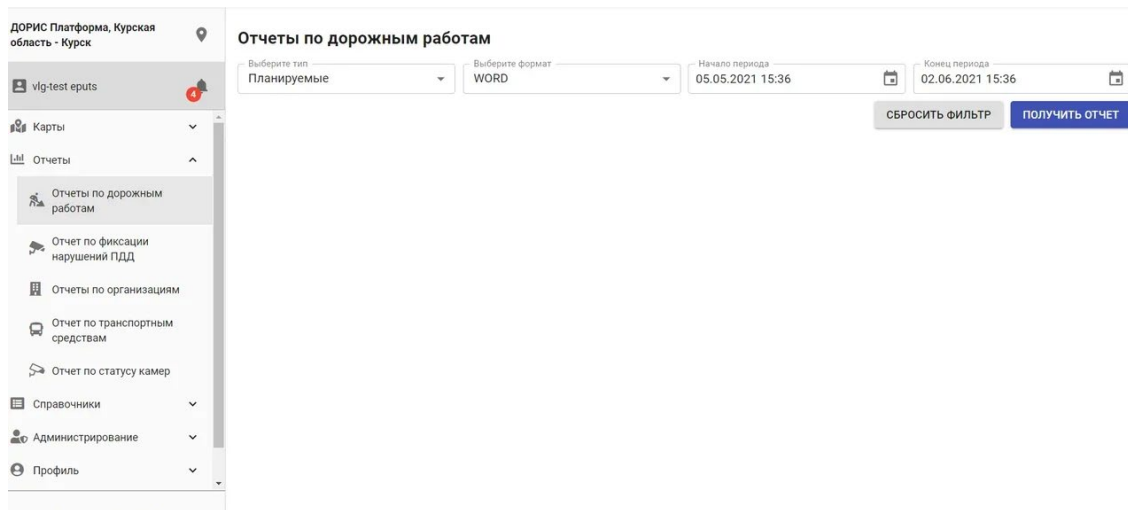 ДОРИС Платформа, Курская
область - Курск
vlg-test eputs
4
Карты
Отчеты
Отчеты по дорожным
работам
Отчет по фиксации
нарушений ПДД
Отчеты по организациям
Отчет по транспортным
средствам
Отчет по статусу камер
Справочники
Администрирование
Профиль
Отчеты по дорожным работам
Выберите тип
Планируемые
Выберите формат
WORD
Начало периода
05.05.2021 15:36
Конец периода
02.06.2021 15:36
СБРОСИТЬ ФИЛЬТР
ПОЛУЧИТЬ ОТЧЕТ